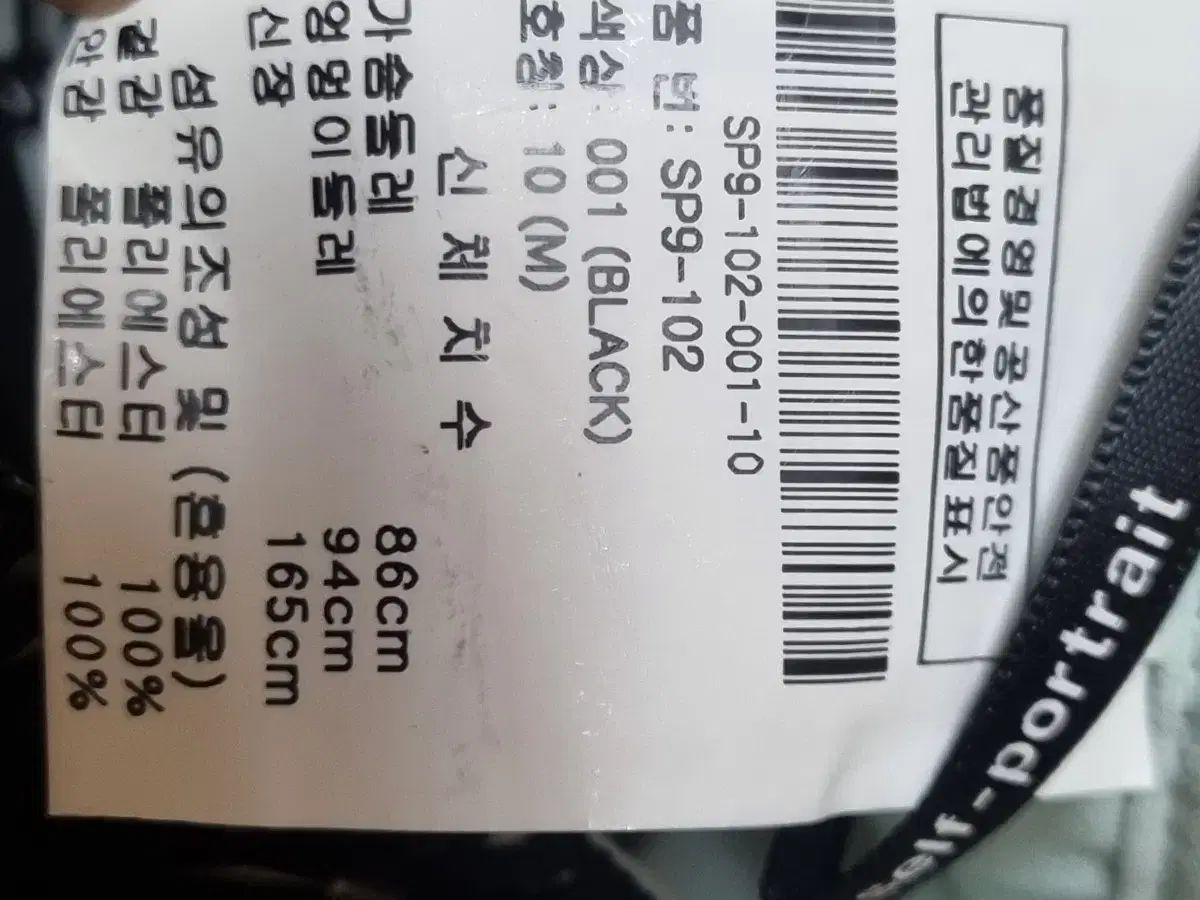 품질경영및공산품안전
관리법에의한품질표시
SP9-102-001-10
품 번: SP9-102
색상: 001 (BLACK)
호칭: 10 (M)
신 체 치 수
가슴둘레 86cm
엉덩이둘레 94cm
신장 165cm
섬유의조성 및 (혼용율)
겉감 폴리에스터 100%
안감 폴리에스터 100%
self-portrait